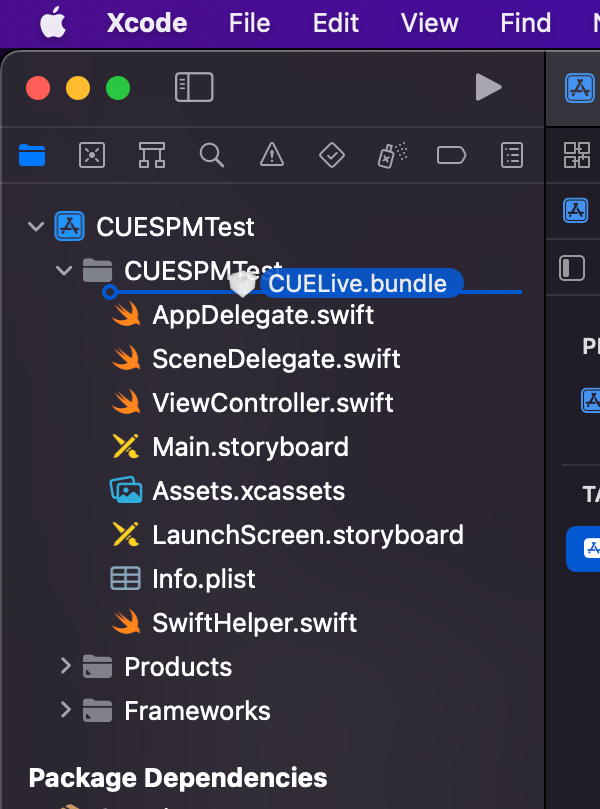 Xcode File Edit View Find
CUESPMTest
CUESPMTest
CUELive.bundle
AppDelegate.swift
SceneDelegate.swift
ViewController.swift
Main.storyboard
Assets.xcassets
LaunchScreen.storyboard
Info.plist
SwiftHelper.swift
Products
Frameworks
Package Dependencies